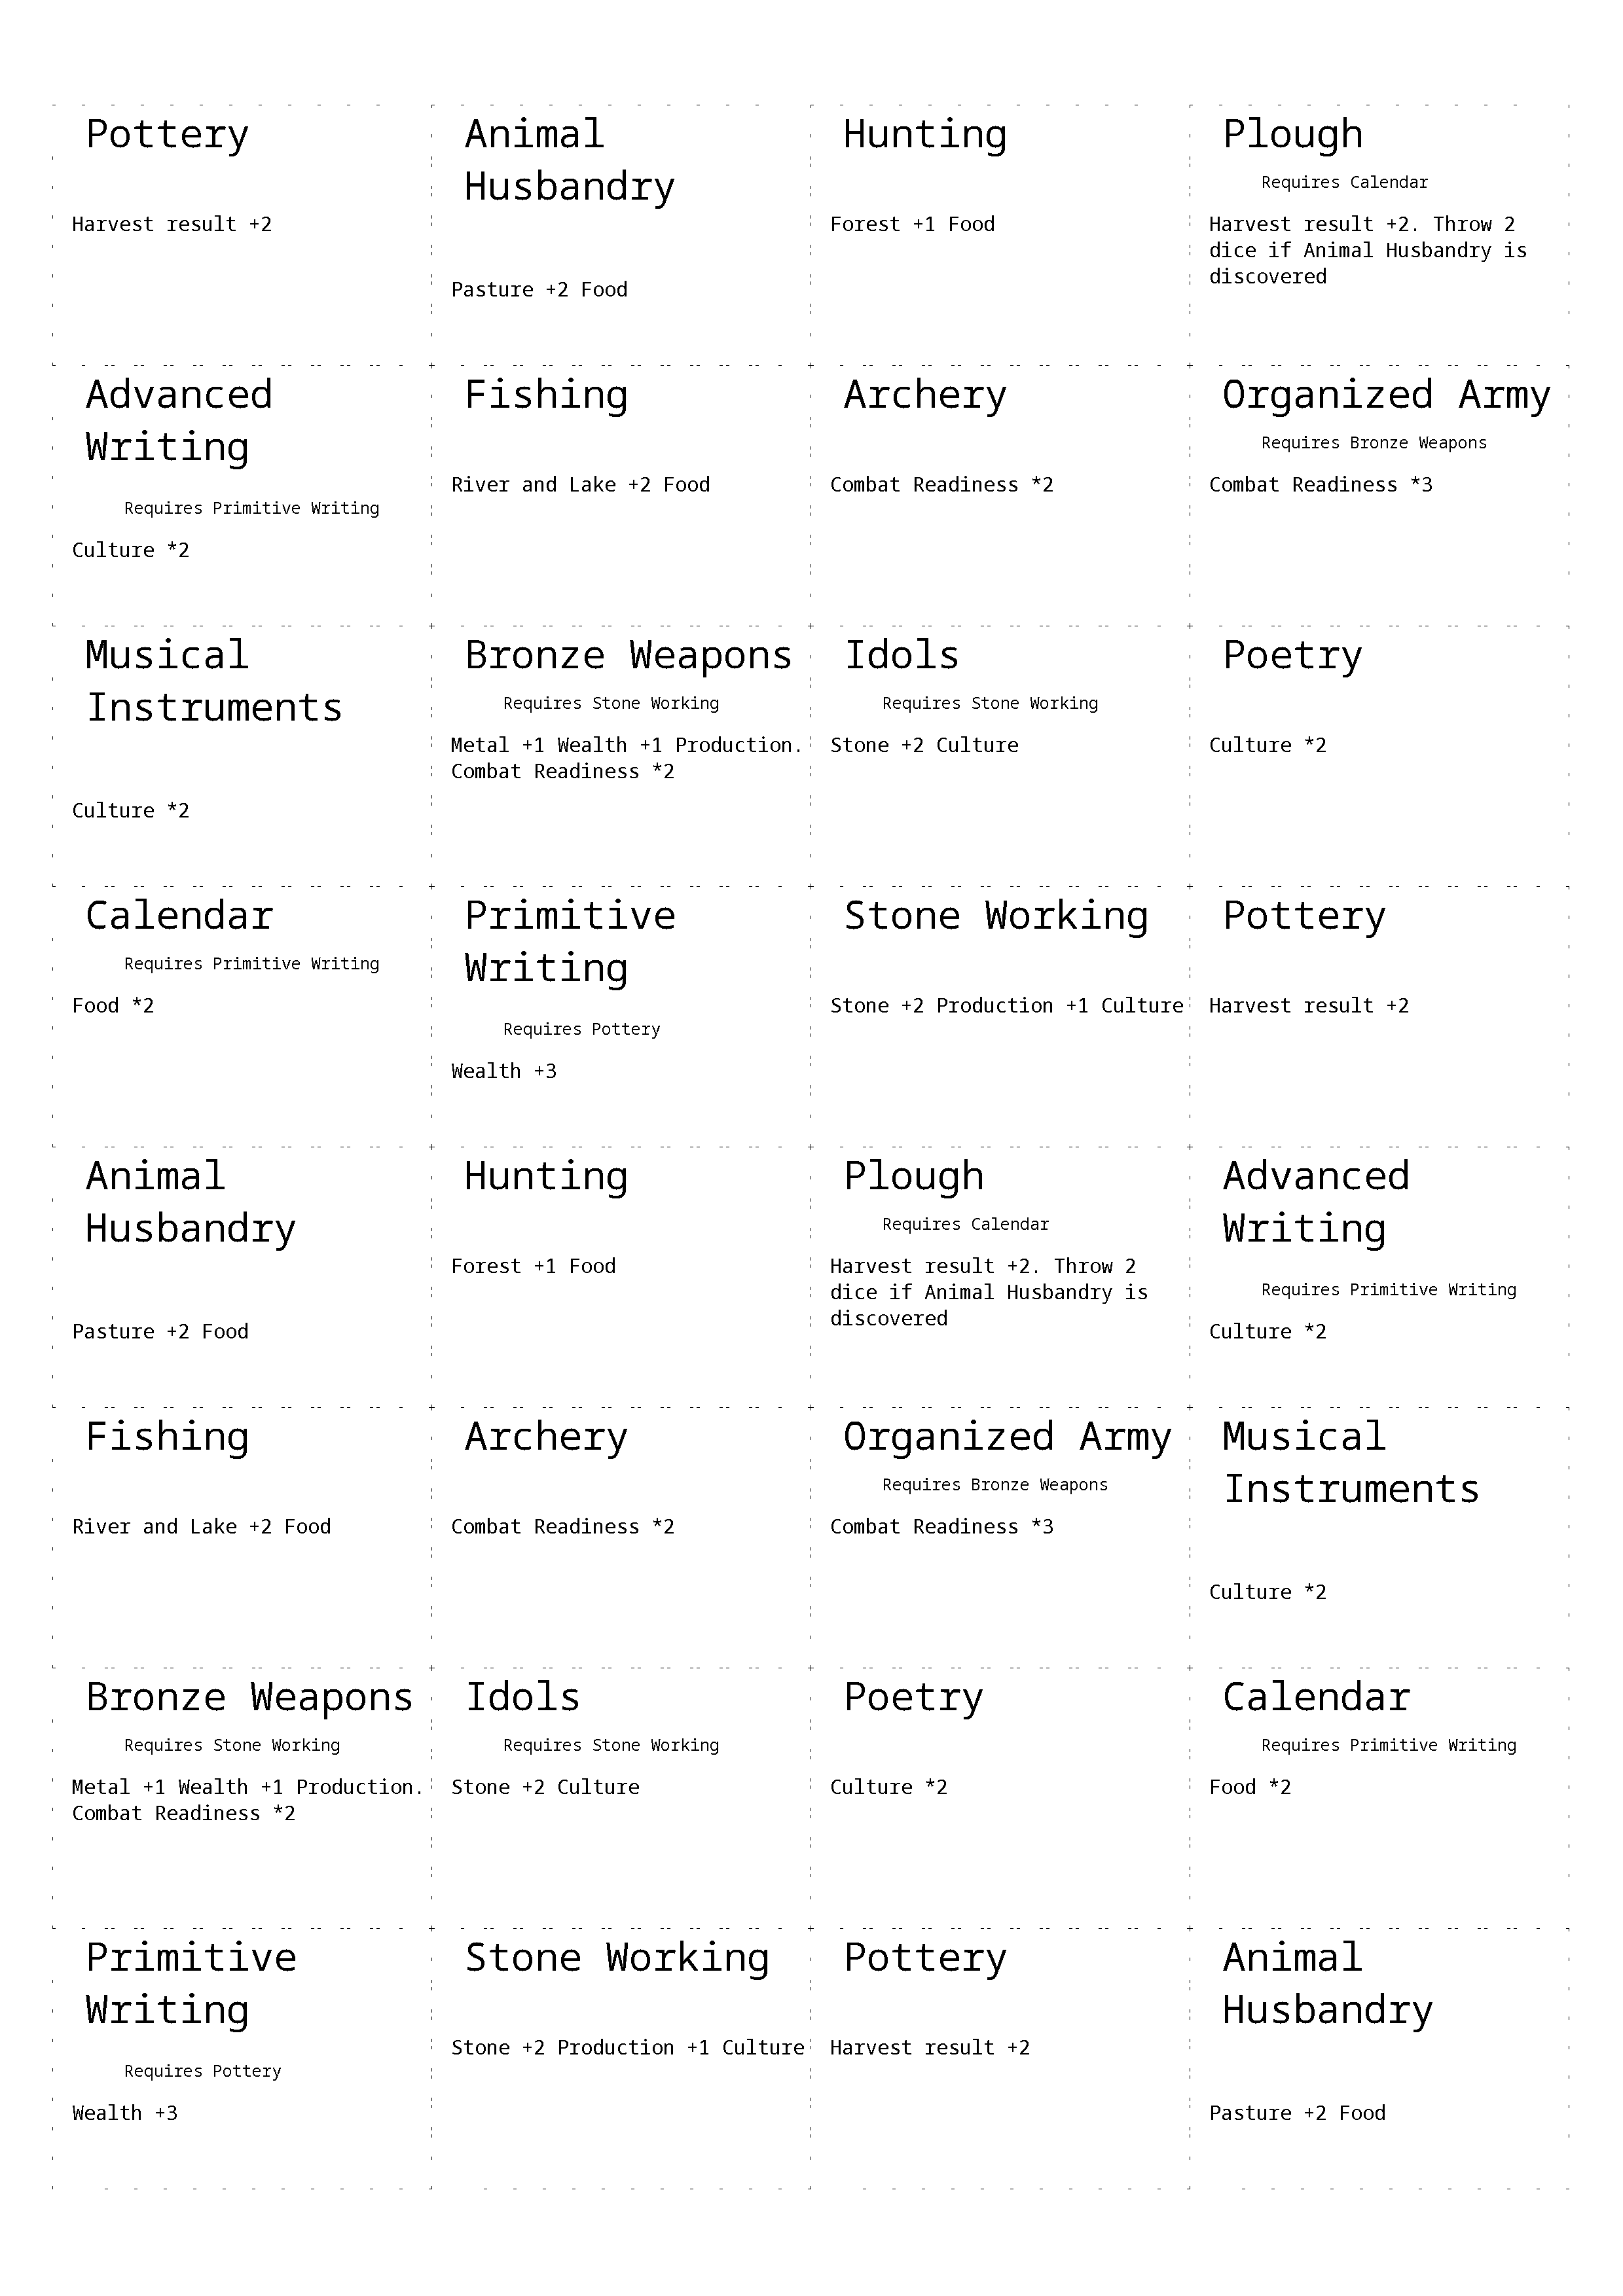 Pottery
Harvest result +2
Animal
Husbandry
Pasture +2 Food
Hunting
Forest +1 Food
Plough
Requires Calendar
Harvest result +2. Throw 2
dice if Animal Husbandry is
discovered
Advanced
Writing
Requires Primitive Writing
Culture *2
Fishing
River and Lake +2 Food
Archery
Combat Readiness *2
Organized Army
Requires Bronze Weapons
Combat Readiness *3
Musical
Instruments
Culture *2
Bronze Weapons
Requires Stone Working
Metal +1 Wealth +1 Production.
Combat Readiness *2
Idols
Requires Stone Working
Stone +2 Culture
Poetry
Culture *2
Calendar
Requires Primitive Writing
Food *2
Primitive
Writing
Requires Pottery
Wealth +3
Stone Working
Stone +2 Production +1 Culture
Pottery
Harvest result +2
Animal
Husbandry
Pasture +2 Food
Hunting
Forest +1 Food
Plough
Requires Calendar
Harvest result +2. Throw 2
dice if Animal Husbandry is
discovered
Advanced
Writing
Requires Primitive Writing
Culture *2
Fishing
River and Lake +2 Food
Archery
Combat Readiness *2
Organized Army
Requires Bronze Weapons
Combat Readiness *3
Musical
Instruments
Culture *2
Bronze Weapons
Requires Stone Working
Metal +1 Wealth +1 Production.
Combat Readiness *2
Idols
Requires Stone Working
Stone +2 Culture
Poetry
Culture *2
Calendar
Requires Primitive Writing
Food *2
Primitive
Writing
Requires Pottery
Wealth +3
Stone Working
Stone +2 Production +1 Culture
Pottery
Harvest result +2
Animal
Husbandry
Pasture +2 Food